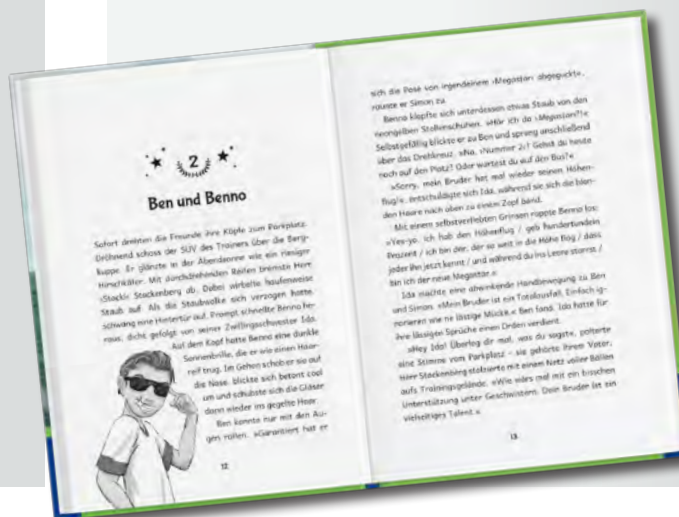 2
Ben und Benno
Sofort drehten die Freunde ihre Köpfe zum Parkplatz.
Dröhnend schoss der SUV des Trainers über die Berg-
kuppe. Er glänzte in der Abendsonne wie ein riesiger
Hirschkäfer. Mit durchdrehenden Reifen bremste Herr
»Stacki« Stackenberg ab. Dabei wirbelte haufenweise
Staub auf. Als die Staubwolke sich verzogen hatte,
schwang eine Hintertür auf. Prompt schnellte Benno he-
raus, dicht gefolgt von seiner Zwillingsschwester Ida.
Auf dem Kopf hatte Benno eine dunkle
Sonnenbrille, die er wie einen Haar-
reif trug. Im Gehen schob er sie auf
die Nase, blickte sich betont cool
um und schubste sich die Gläser
dann wieder ins gegelte Haar.
Ben konnte nur mit den Au-
gen rollen. »Garantiert hat er
12
sich die Pose von irgendeinem ›Megastar‹ abgeguckt«,
raunte er Simon zu.
Benno klopfte sich unterdessen etwas Staub von den
neongelben Stollenschuhen. »Hör ich da ›Megastar‹?!«
Selbstgefällig blickte er zu Ben und sprang anschließend
über das Drehkreuz. »Na, ›Nummer 2‹? Gehst du heute
noch auf den Platz? Oder wartest du auf den Bus?«
»Sorry, mein Bruder hat mal wieder seinen Höhen-
flug«, entschuldigte sich Ida, während sie sich die blon-
den Haare nach oben zu einem Zopf band.
Mit einem selbstverliebten Grinsen rappte Benno los:
»Yes-yo, ich hab den Höhenflug / geb hundertzehn
Prozent / ich bin der, der so weit in die Höhe flog / dass
jeder ihn jetzt kennt / und während du ins Leere starrst /
bin ich der neue Megastar.«
Ida machte eine abwinkende Handbewegung zu Ben
und Simon. »Mein Bruder ist ein Totalausfall. Einfach ig-
norieren wie ne lässige Mücke.« Ben fand, Ida hatte für
ihre lässigen Sprüche einen Orden verdient.
»Hey Ida! Überleg dir mal, was du sagst«, polterte
eine Stimme vom Parkplatz – sie gehörte ihrem Vater.
Herr Stackenberg stolzierte mit einem Netz voller Bällen
aufs Trainingsgelände. »Wie wärs mal mit ein bisschen
Unterstützung unter Geschwistern. Dein Bruder ist ein
vielseitiges Talent.«
13